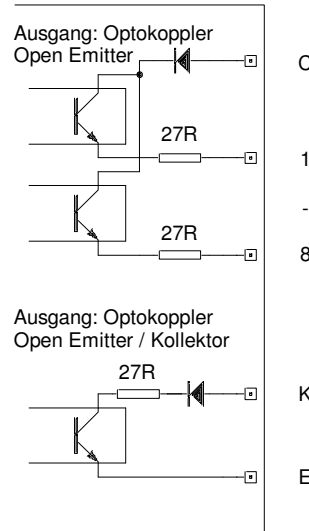 Ausgang: Optokoppler
Open Emitter
C
27R
1
-
27R
8
Ausgang: Optokoppler
Open Emitter / Kollektor
27R
K
E